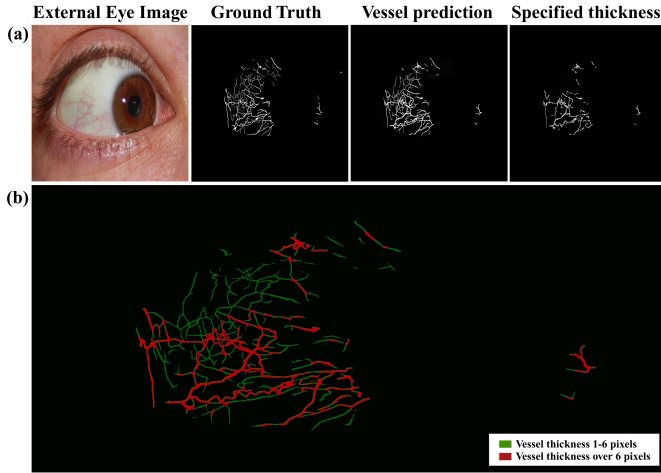 External Eye Image Ground Truth Vessel prediction Specified thickness
(a)
(b)
Vessel thickness 1-6 pixels
Vessel thickness over 6 pixels